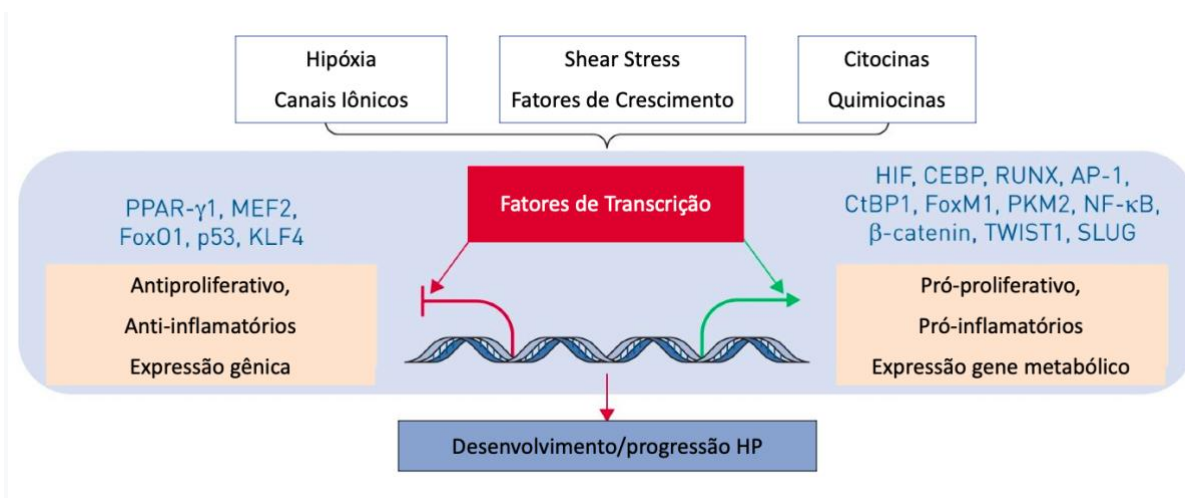 Hipóxia
Canais Iônicos
Shear Stress
Fatores de Crescimento
Citocinas
Quimiocinas
Fatores de Transcrição
PPAR-γ1, MEF2,
FoxO1, p53, KLF4
Antiproliferativo,
Anti-inflamatórios
Expressão gênica
HIF, CEBP, RUNX, AP-1,
CtBP1, FoxM1, PKM2, NF-κB,
β-catenin, TWIST1, SLUG
Pró-proliferativo,
Pró-inflamatórios
Expressão gene metabólico
Desenvolvimento/progressão HP